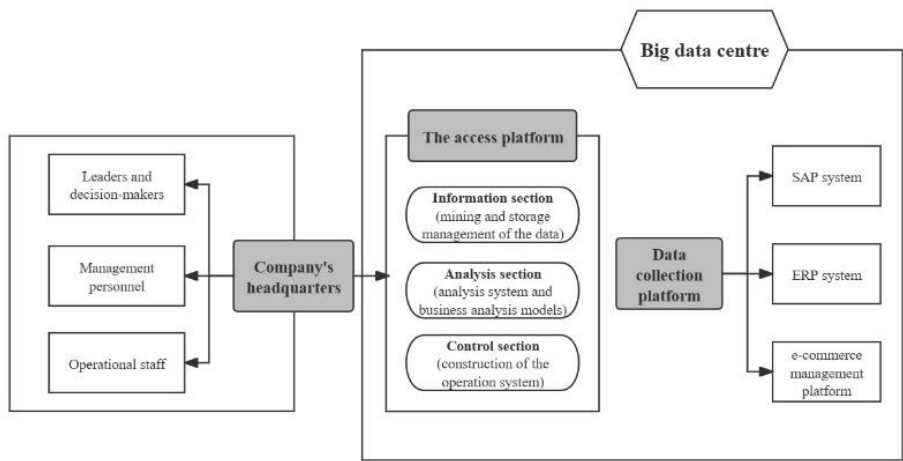 Big data centre
The access platform
Leaders and
decision-makers
Information section
(mining and storage
management of the data)
SAP system
Management
personnel
Company's
headquarters
Analysis section
(analysis system and
business analysis models)
Data
collection
platform
ERP system
Operational staff
Control section
(construction of the
operation system)
e-commerce
management
platform